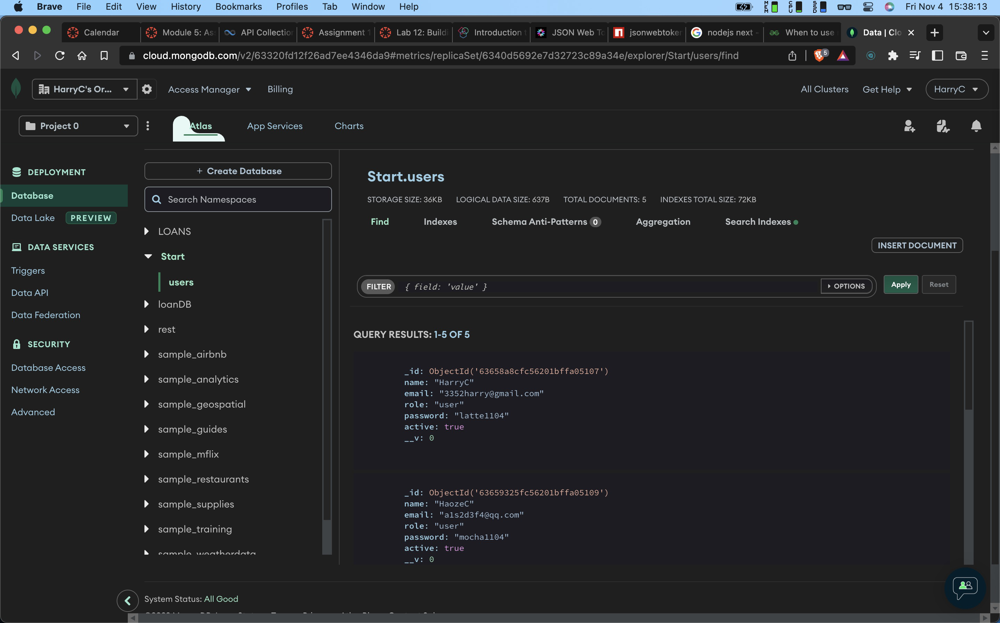 Brave File Edit View History Bookmarks Profiles Tab Window Help MEM CPU SSD Fri Nov 4 15:38:13
Calendar Module 5: Ass API Collection Assignment 1 Lab 12: Buildi Introduction t JSON Web To jsonwebtoken nodejs next - When to use Data | Clo
cloud.mongodb.com/v2/63320fd12f26ad7ee4346da9#metrics/replicaSet/6340d5692e7d32723c89a34e/explorer/Start/users/find 5
HarryC's Or... Access Manager Billing All Clusters Get Help HarryC
Project 0 Atlas App Services Charts
DEPLOYMENT
Database
Data Lake PREVIEW
DATA SERVICES
Triggers
Data API
Data Federation
SECURITY
Database Access
Network Access
Advanced
+ Create Database
Search Namespaces
LOANS
Start
users
loanDB
rest
sample_airbnb
sample_analytics
sample_geospatial
sample_guides
sample_mflix
sample_restaurants
sample_supplies
sample_training
sample_weatherdata
Start.users
STORAGE SIZE: 36KB LOGICAL DATA SIZE: 637B TOTAL DOCUMENTS: 5 INDEXES TOTAL SIZE: 72KB
Find Indexes Schema Anti-Patterns 0 Aggregation Search Indexes
INSERT DOCUMENT
FILTER { field: 'value' } OPTIONS Apply Reset
QUERY RESULTS: 1-5 OF 5
_id: ObjectId('63658a8cfc56201bffa05107')
name: "HarryC"
email: "3352harry@gmail.com"
role: "user"
password: "latte1104"
active: true
__v: 0
_id: ObjectId('63659325fc56201bffa05109')
name: "HaozeC"
email: "a1s2d3f4@qq.com"
role: "user"
password: "mocha1104"
active: true
__v: 0
System Status: All Good